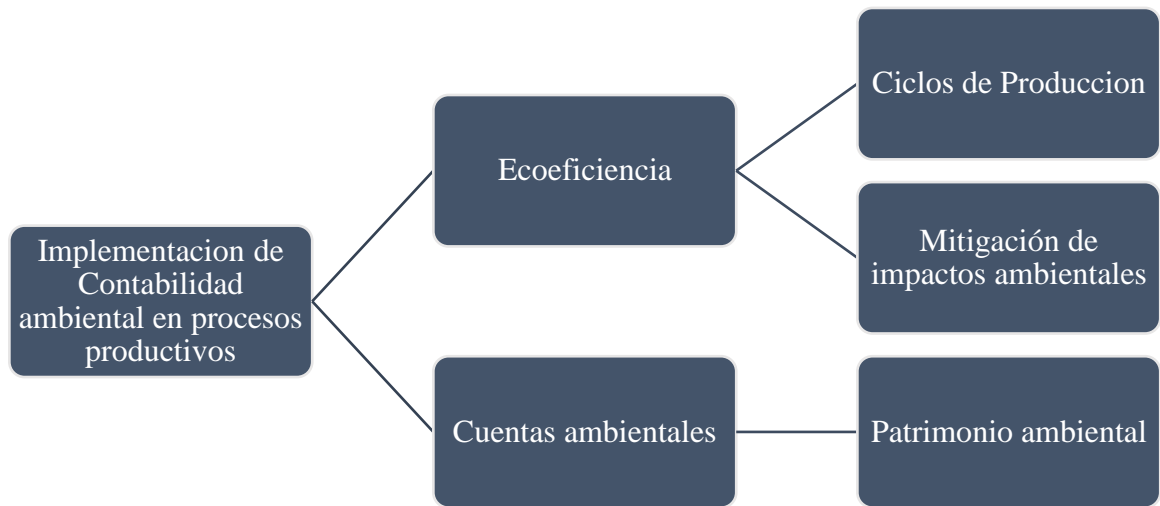 Implementacion de
Contabilidad
ambiental en procesos
productivos
Ecoeficiencia
Ciclos de Produccion
Mitigación de
impactos ambientales
Cuentas ambientales
Patrimonio ambiental